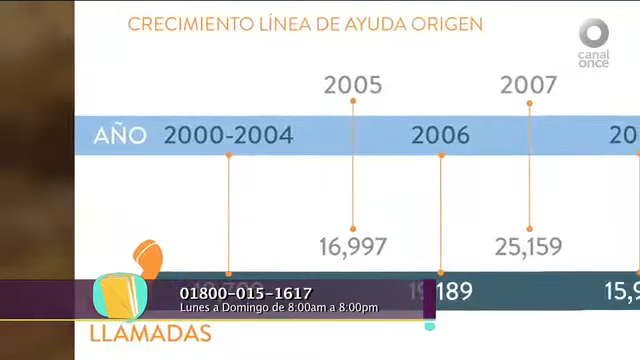 CRECIMIENTO LÍNEA DE AYUDA ORIGEN
canal
once
2005
2007
AÑO
2000-2004
2006
16,997
25,159
01800-015-1617
Lunes a Domingo de 8:00am a 8:00pm
LLAMADAS